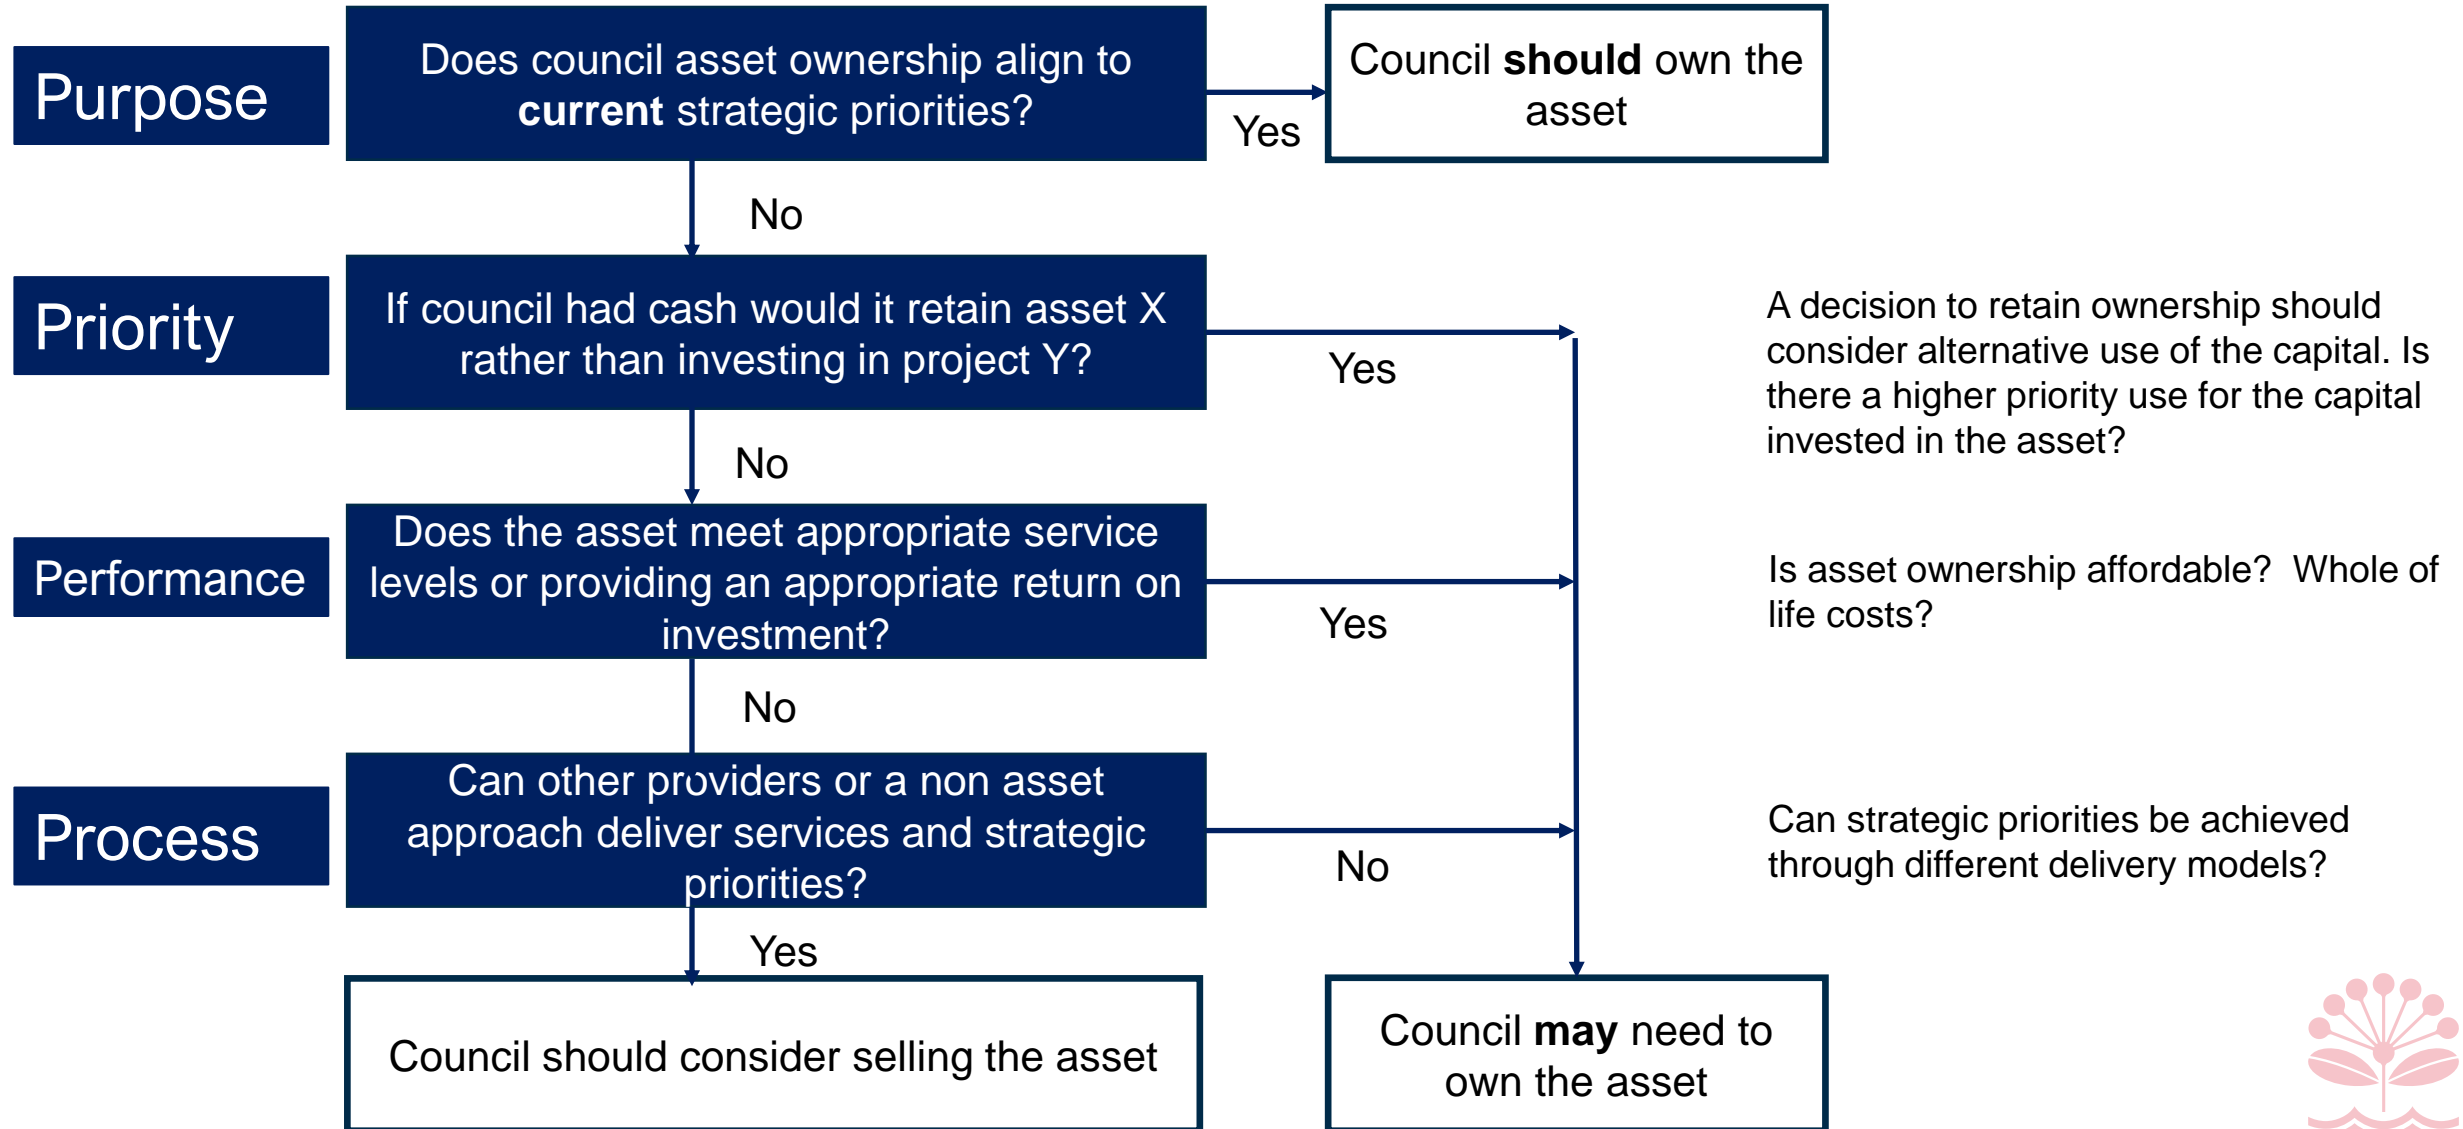 Purpose
Does council asset ownership align to
current strategic priorities?
Yes
Council should own the
asset
No
Priority
If council had cash would it retain asset X
rather than investing in project Y?
Yes
A decision to retain ownership should
consider alternative use of the capital. Is
there a higher priority use for the capital
invested in the asset?
No
Performance
Does the asset meet appropriate service
levels or providing an appropriate return on
investment?
Yes
Is asset ownership affordable?  Whole of
life costs?
No
Process
Can other providers or a non asset
approach deliver services and strategic
priorities?
No
Can strategic priorities be achieved
through different delivery models?
Yes
Council should consider selling the asset
Council may need to
own the asset